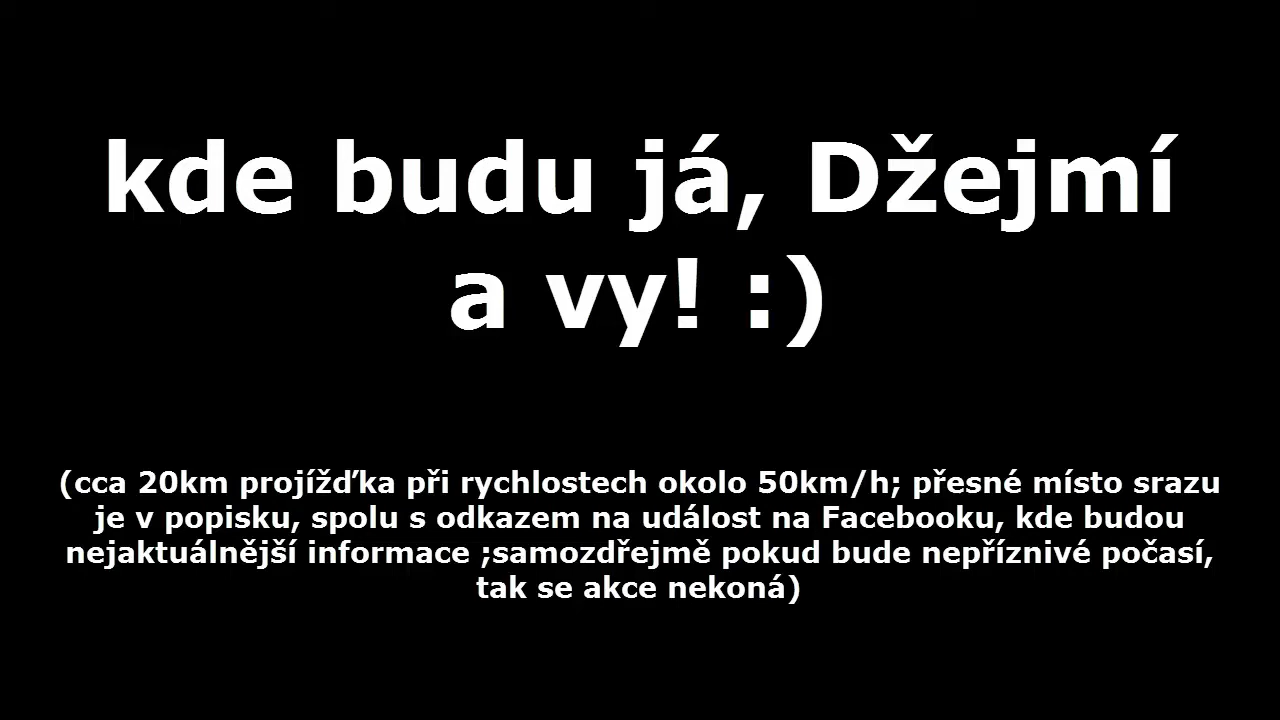 kde budu já, Džejmí
a vy! :)
(cca 20km projížďka při rychlostech okolo 50km/h; přesné místo srazu
je v popisku, spolu s odkazem na událost na Facebooku, kde budou
nejaktuálnější informace ;samozdřejmě pokud bude nepříznivé počasí,
tak se akce nekoná)